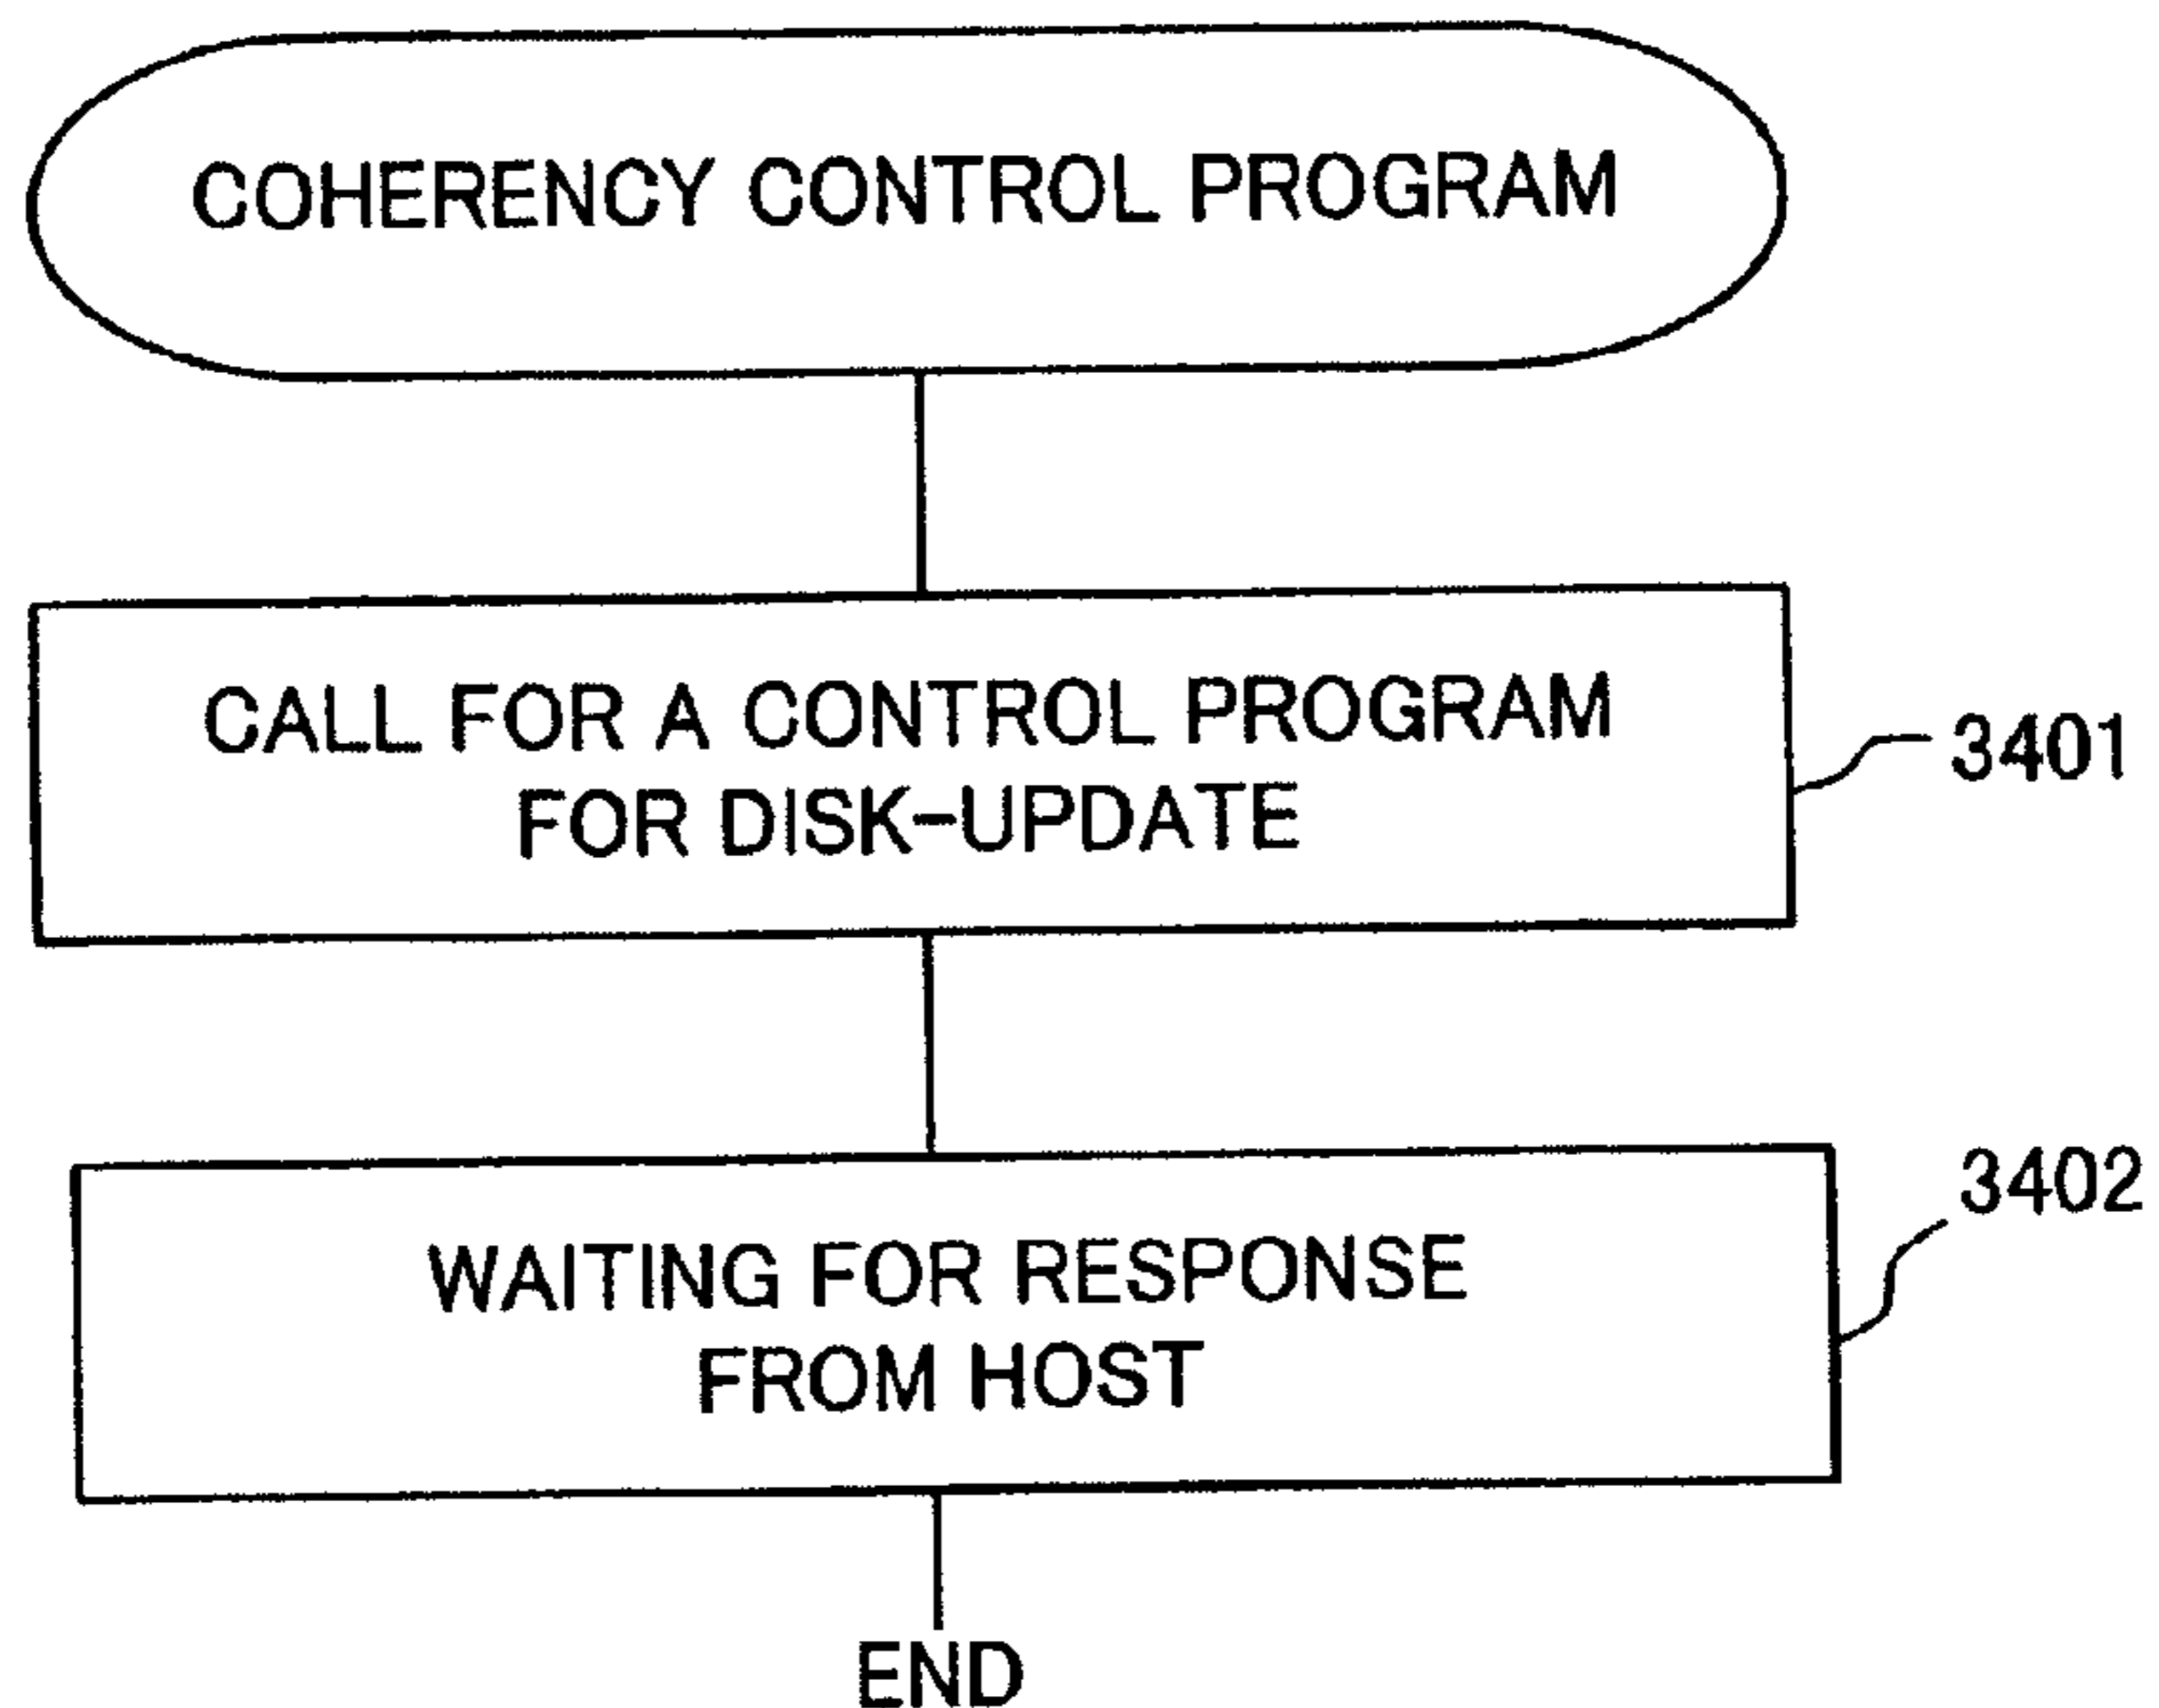 COHERENCY CONTROL PROGRAM
CALL FOR A CONTROL PROGRAM
FOR DISK-UPDATE
3401
WAITING FOR RESPONSE
FROM HOST
3402
END